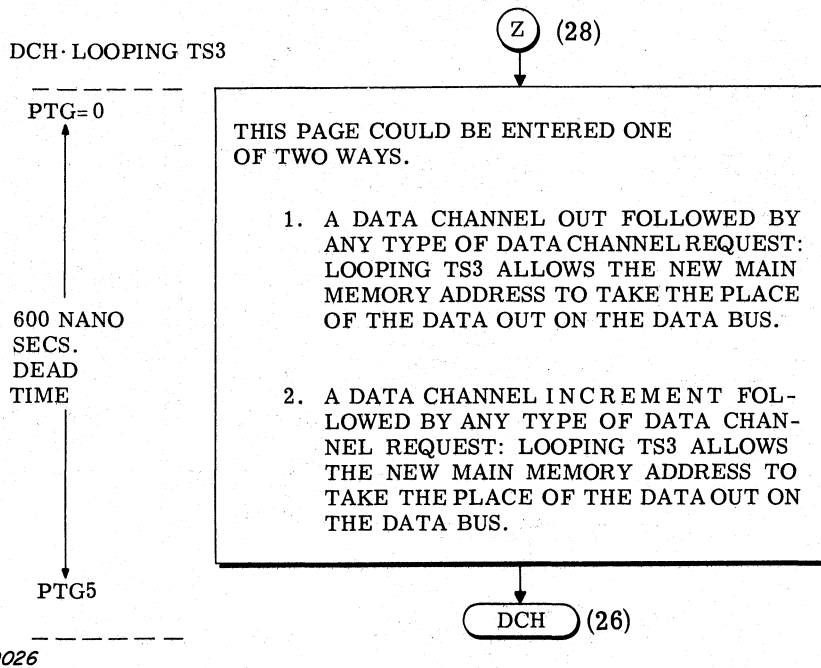 Z (28)
DCH·LOOPING TS3
PTG=0
600 NANO
SECS.
DEAD
TIME
PTG5
THIS PAGE COULD BE ENTERED ONE
OF TWO WAYS.
1. A DATA CHANNEL OUT FOLLOWED BY
ANY TYPE OF DATA CHANNEL REQUEST:
LOOPING TS3 ALLOWS THE NEW MAIN
MEMORY ADDRESS TO TAKE THE PLACE
OF THE DATA OUT ON THE DATA BUS.
2. A DATA CHANNEL INCREMENT FOL-
LOWED BY ANY TYPE OF DATA CHAN-
NEL REQUEST: LOOPING TS3 ALLOWS
THE NEW MAIN MEMORY ADDRESS TO
TAKE THE PLACE OF THE DATA OUT ON
THE DATA BUS.
DCH (26)